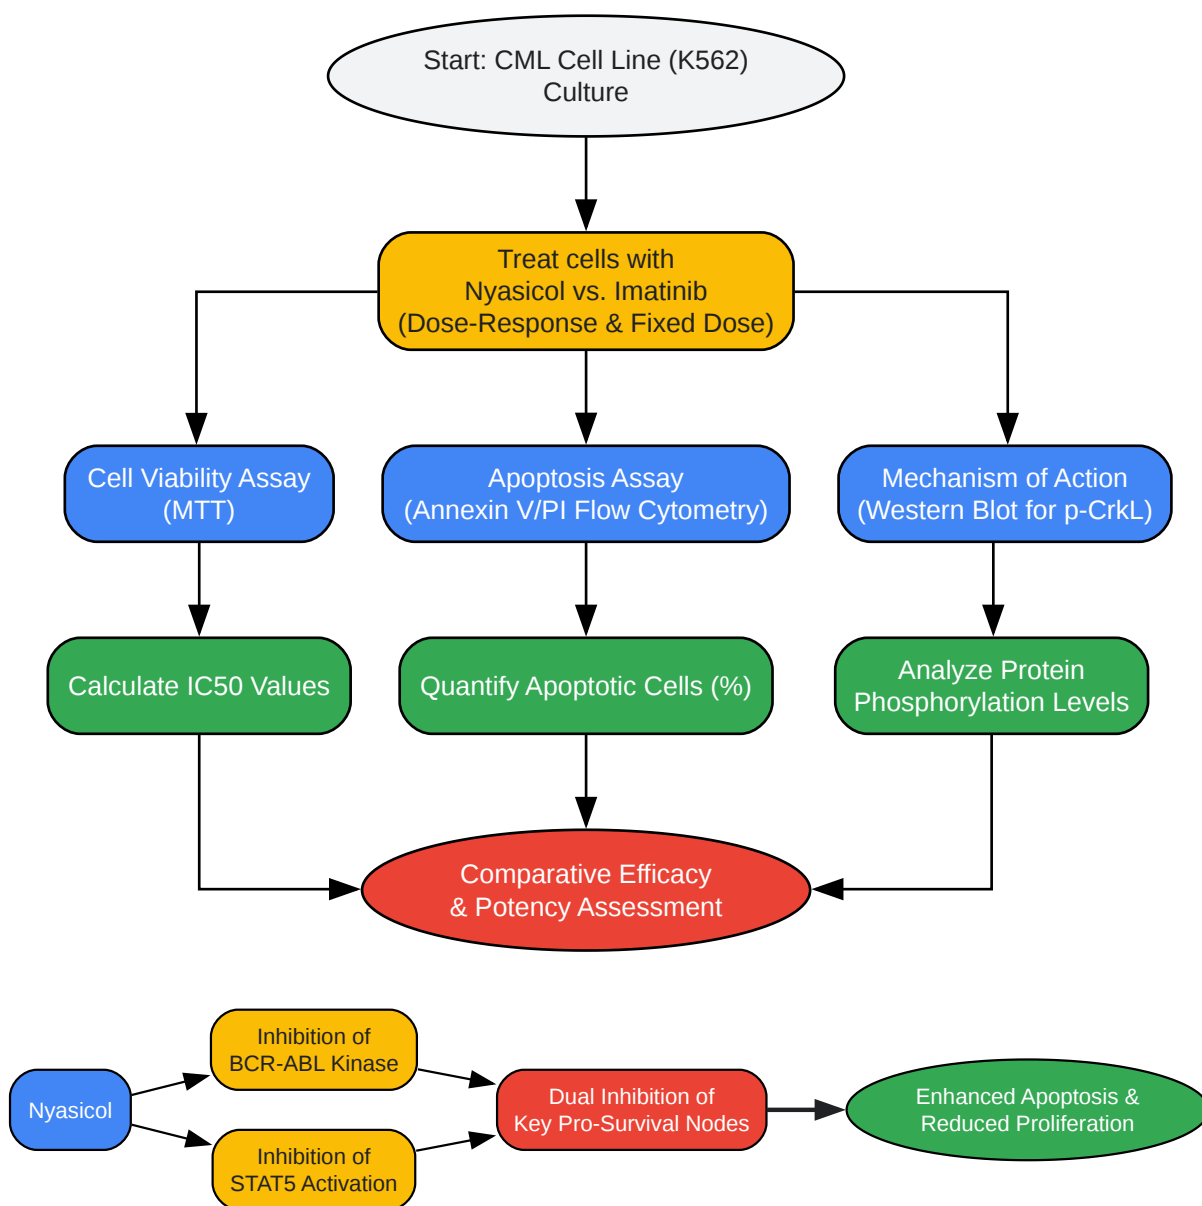 Start: CML Cell Line (K562)
Culture
Treat cells with
Nyasicol vs. Imatinib
(Dose-Response & Fixed Dose)
Cell Viability Assay
(MTT)
Apoptosis Assay
(Annexin V/PI Flow Cytometry)
Mechanism of Action
(Western Blot for p-CrkL)
Calculate IC50 Values
Quantify Apoptotic Cells (%)
Analyze Protein
Phosphorylation Levels
Comparative Efficacy
& Potency Assessment
Nyasicol
Inhibition of
BCR-ABL Kinase
Inhibition of
STAT5 Activation
Dual Inhibition of
Key Pro-Survival Nodes
Enhanced Apoptosis &
Reduced Proliferation